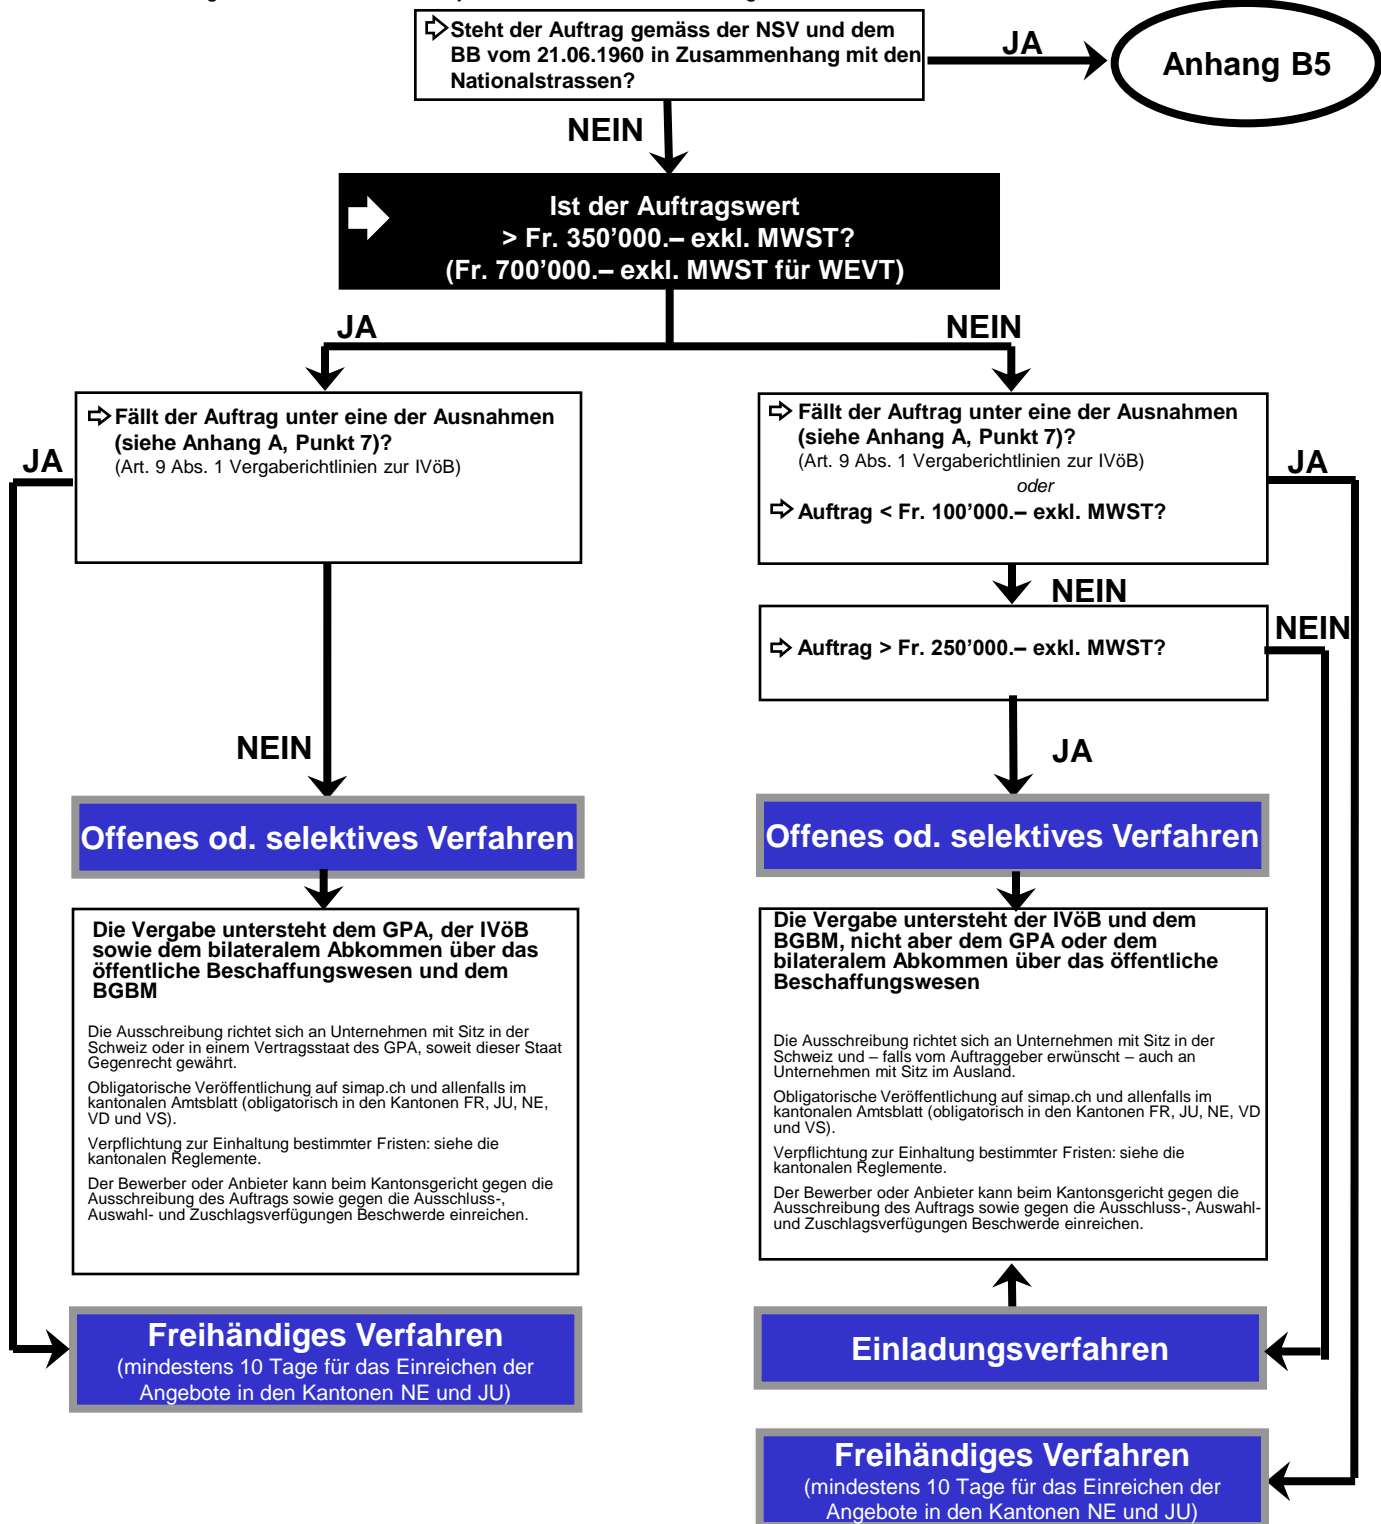 Steht der Auftrag gemäss der NSV und dem
BB vom 21.06.1960 in Zusammenhang mit den
Nationalstrassen?
JA
Anhang B5
NEIN
Ist der Auftragswert
> Fr. 350’000.– exkl. MWST?
(Fr. 700’000.– exkl. MWST für WEVT)
JA
NEIN
Fällt der Auftrag unter eine der Ausnahmen
(siehe Anhang A, Punkt 7)?
(Art. 9 Abs. 1 Vergaberichtlinien zur IVöB)
JA
Fällt der Auftrag unter eine der Ausnahmen
(siehe Anhang A, Punkt 7)?
(Art. 9 Abs. 1 Vergaberichtlinien zur IVöB)
oder
Auftrag < Fr. 100’000.– exkl. MWST?
JA
NEIN
Auftrag > Fr. 250’000.– exkl. MWST?
NEIN
NEIN
JA
Offenes od. selektives Verfahren
Offenes od. selektives Verfahren
Die Vergabe untersteht dem GPA, der IVöB
sowie dem bilateralem Abkommen über das
öffentliche Beschaffungswesen und dem
BGBM
Die Ausschreibung richtet sich an Unternehmen mit Sitz in der
Schweiz oder in einem Vertragsstaat des GPA, soweit dieser Staat
Gegenrecht gewährt.
Obligatorische Veröffentlichung auf simap.ch und allenfalls im
kantonalen Amtsblatt (obligatorisch in den Kantonen FR, JU, NE,
VD und VS).
Verpflichtung zur Einhaltung bestimmter Fristen: siehe die
kantonalen Reglemente.
Der Bewerber oder Anbieter kann beim Kantonsgericht gegen die
Ausschreibung des Auftrags sowie gegen die Ausschluss-,
Auswahl- und Zuschlagsverfügungen Beschwerde einreichen.
Die Vergabe untersteht der IVöB und dem
BGBM, nicht aber dem GPA oder dem
bilateralem Abkommen über das öffentliche
Beschaffungswesen
Die Ausschreibung richtet sich an Unternehmen mit Sitz in der
Schweiz und – falls vom Auftraggeber erwünscht – auch an
Unternehmen mit Sitz im Ausland.
Obligatorische Veröffentlichung auf simap.ch und allenfalls im
kantonalen Amtsblatt (obligatorisch in den Kantonen FR, JU, NE, VD
und VS).
Verpflichtung zur Einhaltung bestimmter Fristen: siehe die
kantonalen Reglemente.
Der Bewerber oder Anbieter kann beim Kantonsgericht gegen die
Ausschreibung des Auftrags sowie gegen die Ausschluss-, Auswahl-
und Zuschlagsverfügungen Beschwerde einreichen.
Freihändiges Verfahren
(mindestens 10 Tage für das Einreichen der
Angebote in den Kantonen NE und JU)
Einladungsverfahren
Freihändiges Verfahren
(mindestens 10 Tage für das Einreichen der
Angebote in den Kantonen NE und JU)